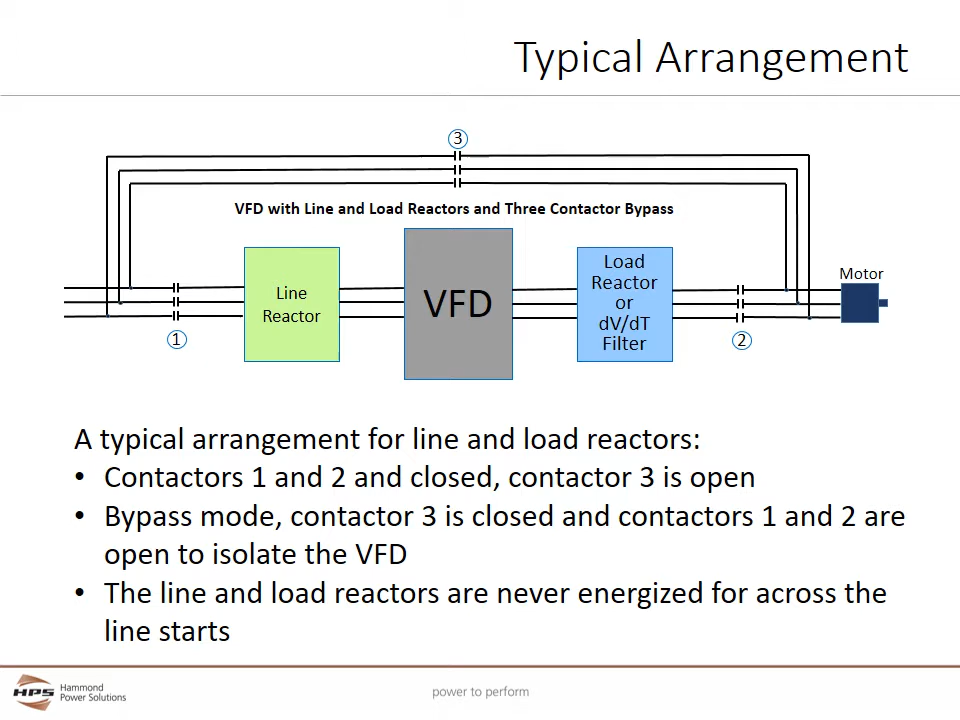 Typical Arrangement
3
VFD with Line and Load Reactors and Three Contactor Bypass
Line
Reactor
VFD
Load
Reactor
or
dV/dT
Filter
Motor
1
2
A typical arrangement for line and load reactors:
• Contactors 1 and 2 and closed, contactor 3 is open
• Bypass mode, contactor 3 is closed and contactors 1 and 2 are
open to isolate the VFD
• The line and load reactors are never energized for across the
line starts
HPS
Hammond
Power Solutions
power to perform